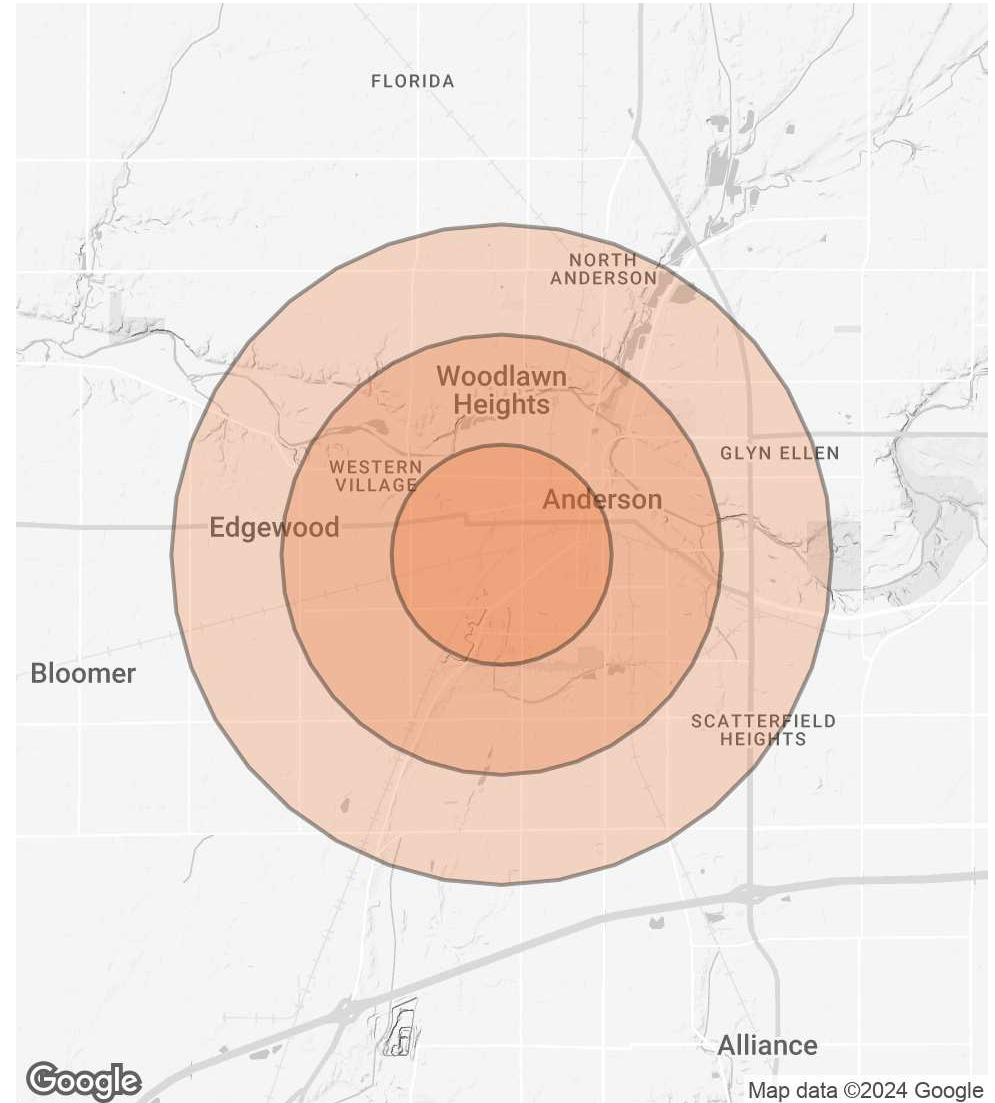 FLORIDA
NORTH
ANDERSON
Woodlawn
Heights
GLYN ELLEN
WESTERN
VILLAGE
Anderson
Edgewood
Bloomer
SCATTERFIELD
HEIGHTS
Alliance
Google
Map data ©2024 Google